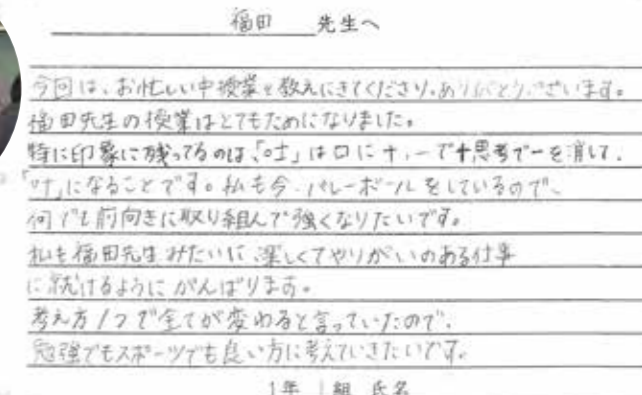 福田 先生へ
今回は、お忙しい中授業を教えにきてくださり、ありがとうございます。
福田先生の授業はとてもためになりました。
特に印象に残ってるのは、「吐」は口に十、一で十思考で一を消して、
「叶」になることです。私も今、バレーボールをしているので、
何でも前向きに取り組んで強くなりたいです。
私も福田先生みたいに、楽しくてやりがいのある仕事
に就けるようにがんばります。
考え方1つで全てが変わると言っていたので、
勉強でもスポーツでも良い方に考えていきたいです。
1年 1組 氏名